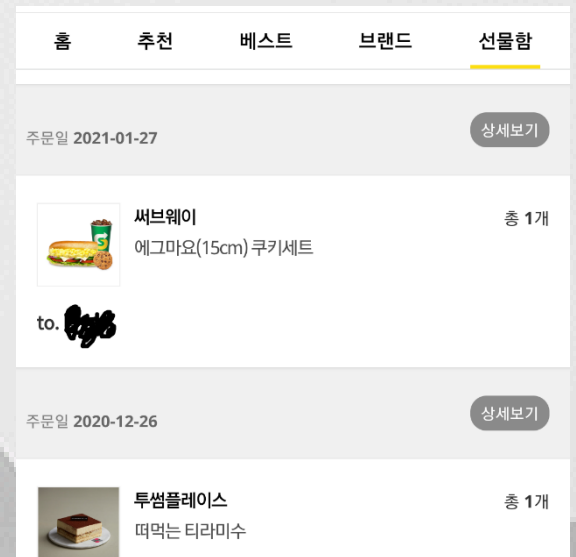 홈 추천 베스트 브랜드 선물함
주문일 2021-01-27 상세보기
써브웨이 총 1개
에그마요(15cm) 쿠키세트
to.
주문일 2020-12-26 상세보기
투썸플레이스 총 1개
떠먹는 티라미수